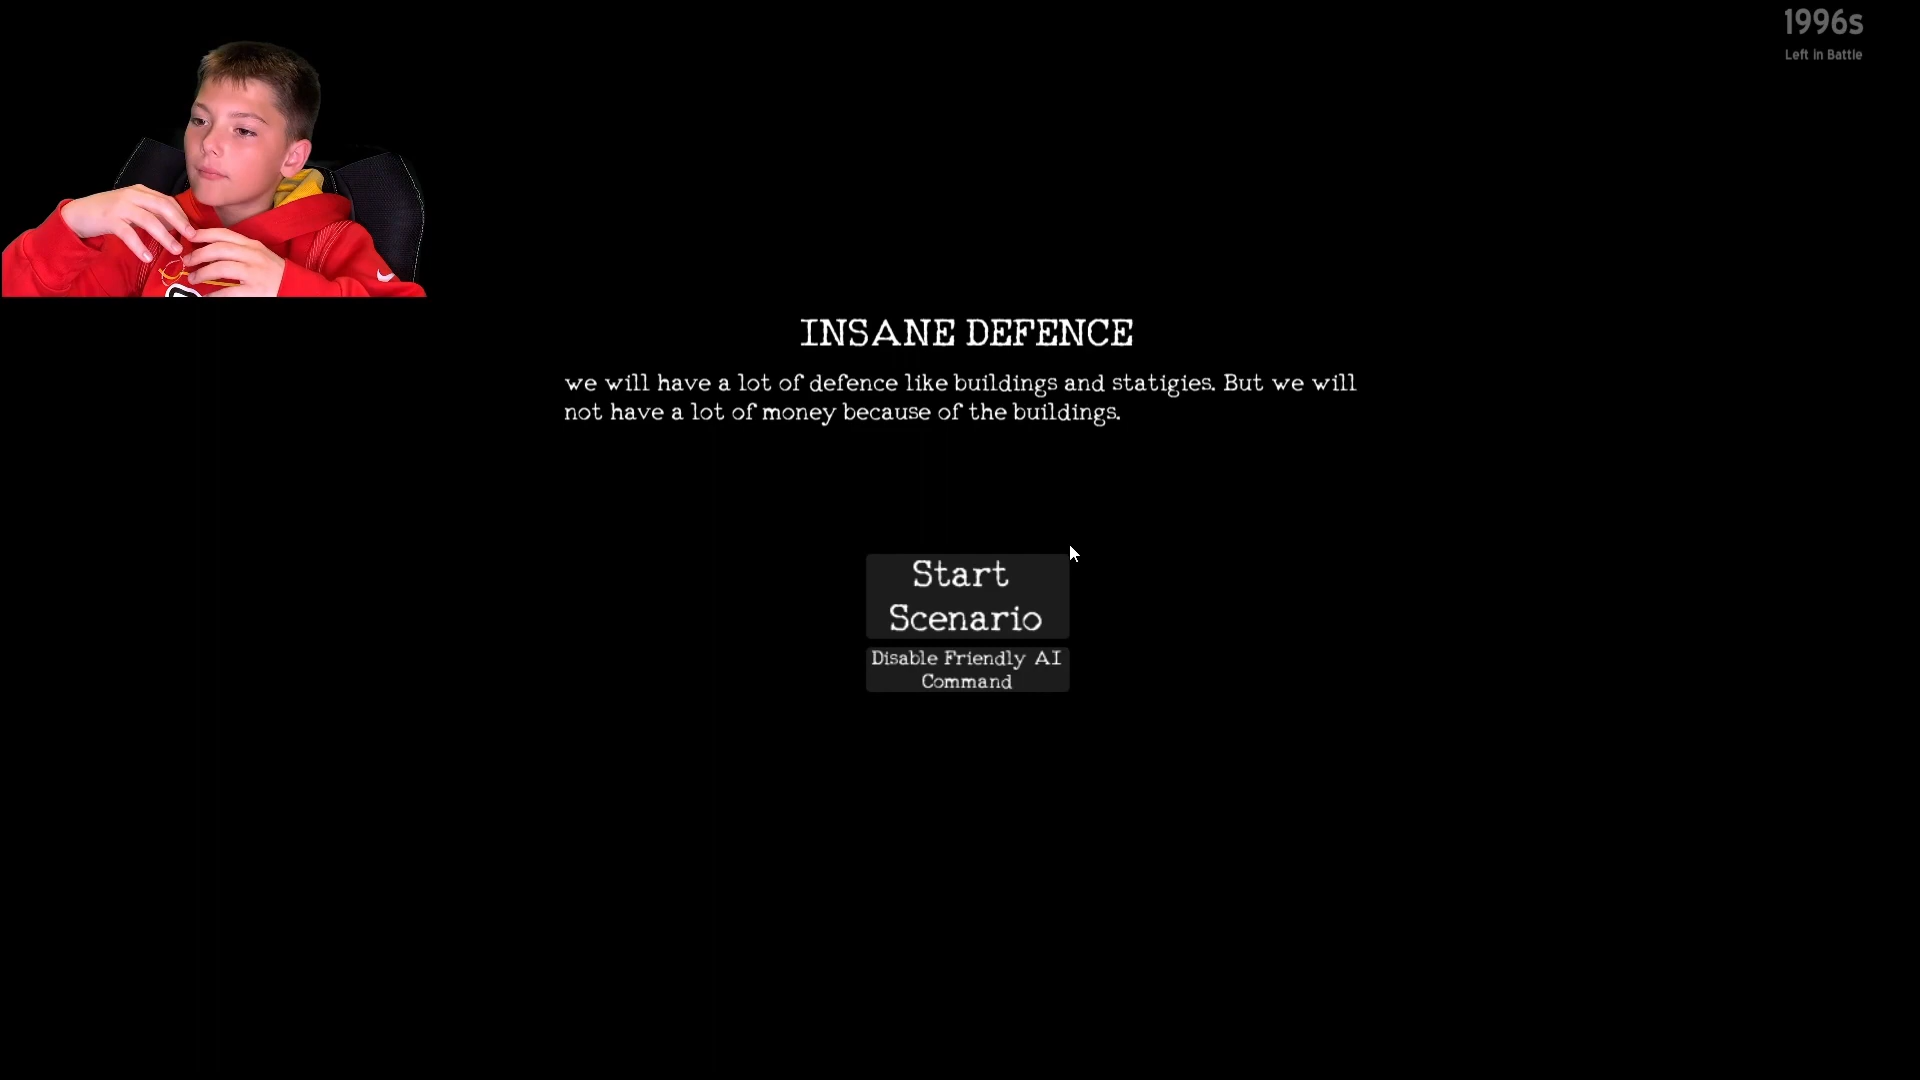 1996s
Left in Battle
INSANE DEFENCE
we will have a lot of defence like buildings and statigies. But we will
not have a lot of money because of the buildings.
Start
Scenario
Disable Friendly AI
Command